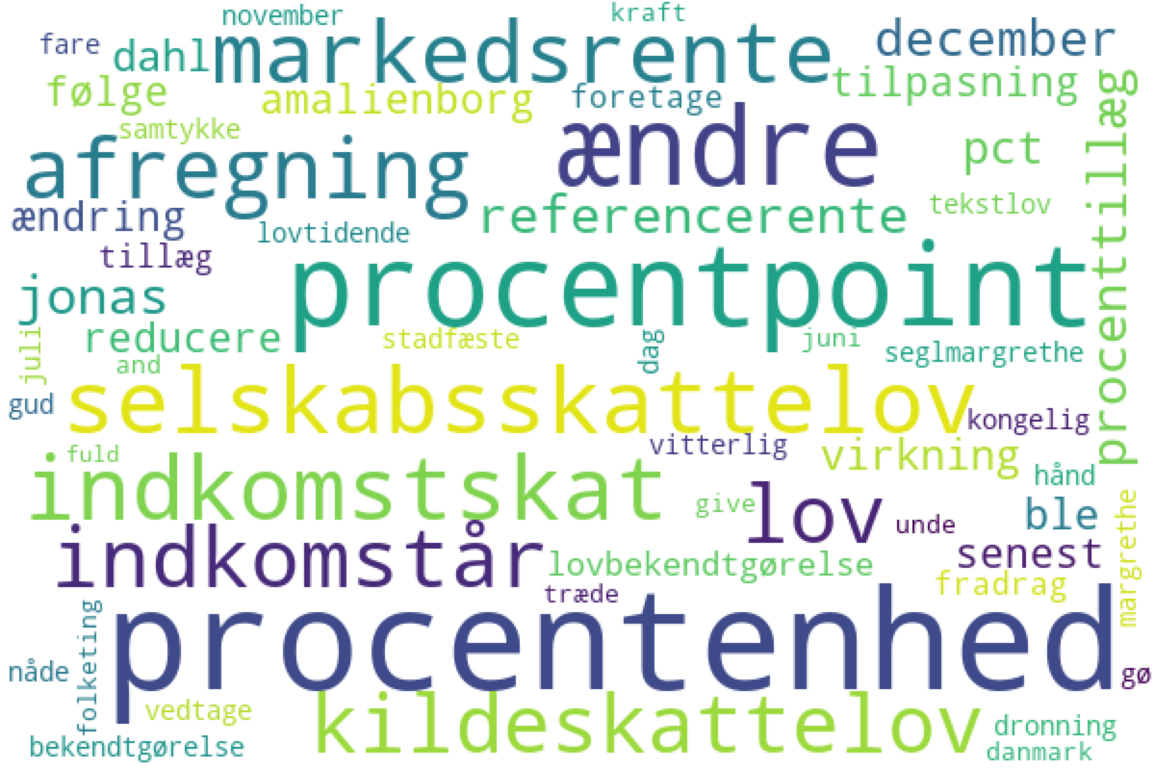 november
kraft
fare
dahl
markedsrente
december
følge
amalienborg
foretage
tilpasning
samtykke
ændre
procenttillæg
afregning
pct
ændring
referencerente
tekstlov
lovtidende
tillæg
procentpoint
jonas
reducere
stadfæste
dag
juni
seglmargrethe
juli
and
gud
selskabsskattelov
kongelig
fuld
vitterlig
virkning
indkomstskat
give
lov
hånd
unde
ble
indkomstår
lovbekendtgørelse
senest
margrethe
træde
fradrag
folketing
procentenhed
nåde
gø
vedtage
kildeskattelov
dronning
bekendtgørelse
danmark